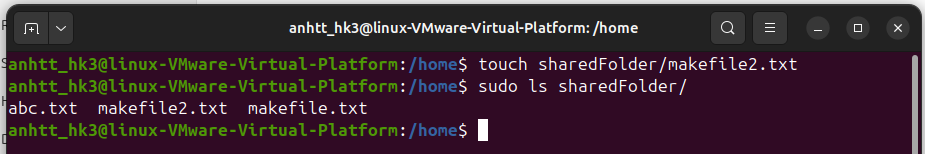 anhtt_hk3@linux-VMware-Virtual-Platform: /home
anhtt_hk3@linux-VMware-Virtual-Platform:/home$ touch sharedFolder/makefile2.txt
anhtt_hk3@linux-VMware-Virtual-Platform:/home$ sudo ls sharedFolder/
abc.txt  makefile2.txt  makefile.txt
anhtt_hk3@linux-VMware-Virtual-Platform:/home$